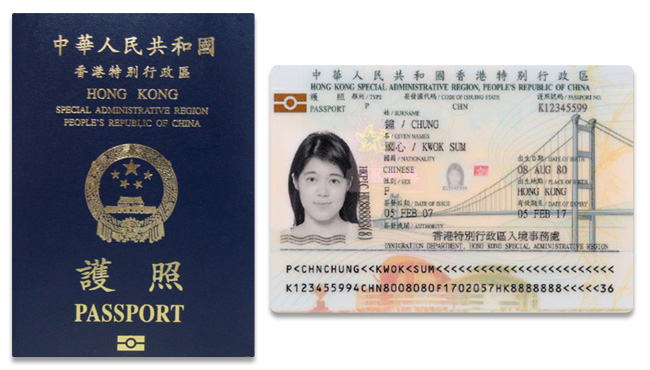 中華人民共和國
香港特別行政區
HONG KONG
SPECIAL ADMINISTRATIVE REGION
PEOPLE'S REPUBLIC OF CHINA
護照
PASSPORT
中華人民共和國香港特別行政區
HONG KONG SPECIAL ADMINISTRATIVE REGION, PEOPLE'S REPUBLIC OF CHINA
護照 類別/TYPE 簽發國代碼/CODE OF ISSUING STATE 護照號碼/PASSPORT NO.
PASSPORT P CHN K12345599
姓/SURNAME
鍾 / CHUNG
名/GIVEN NAMES
國心 / KWOK SUM
國籍/NATIONALITY 出生日期/DATE OF BIRTH
CHINESE 08 AUG 80
性別/SEX 出生地點/PLACE OF BIRTH
F HONG KONG
簽發日期/DATE OF ISSUE 有效期至/DATE OF EXPIRY
05 FEB 07 05 FEB 17
簽發機關/AUTHORITY 香港特別行政區入境事務處
IMMIGRATION DEPARTMENT, HONG KONG SPECIAL ADMINISTRATIVE REGION
P<CHNCHUNG<<KWOK<SUM<<<<<<<<<<<<<<<<<<<<<<<<
K123455994CHN8008080F1702057HK8888888<<<<<36